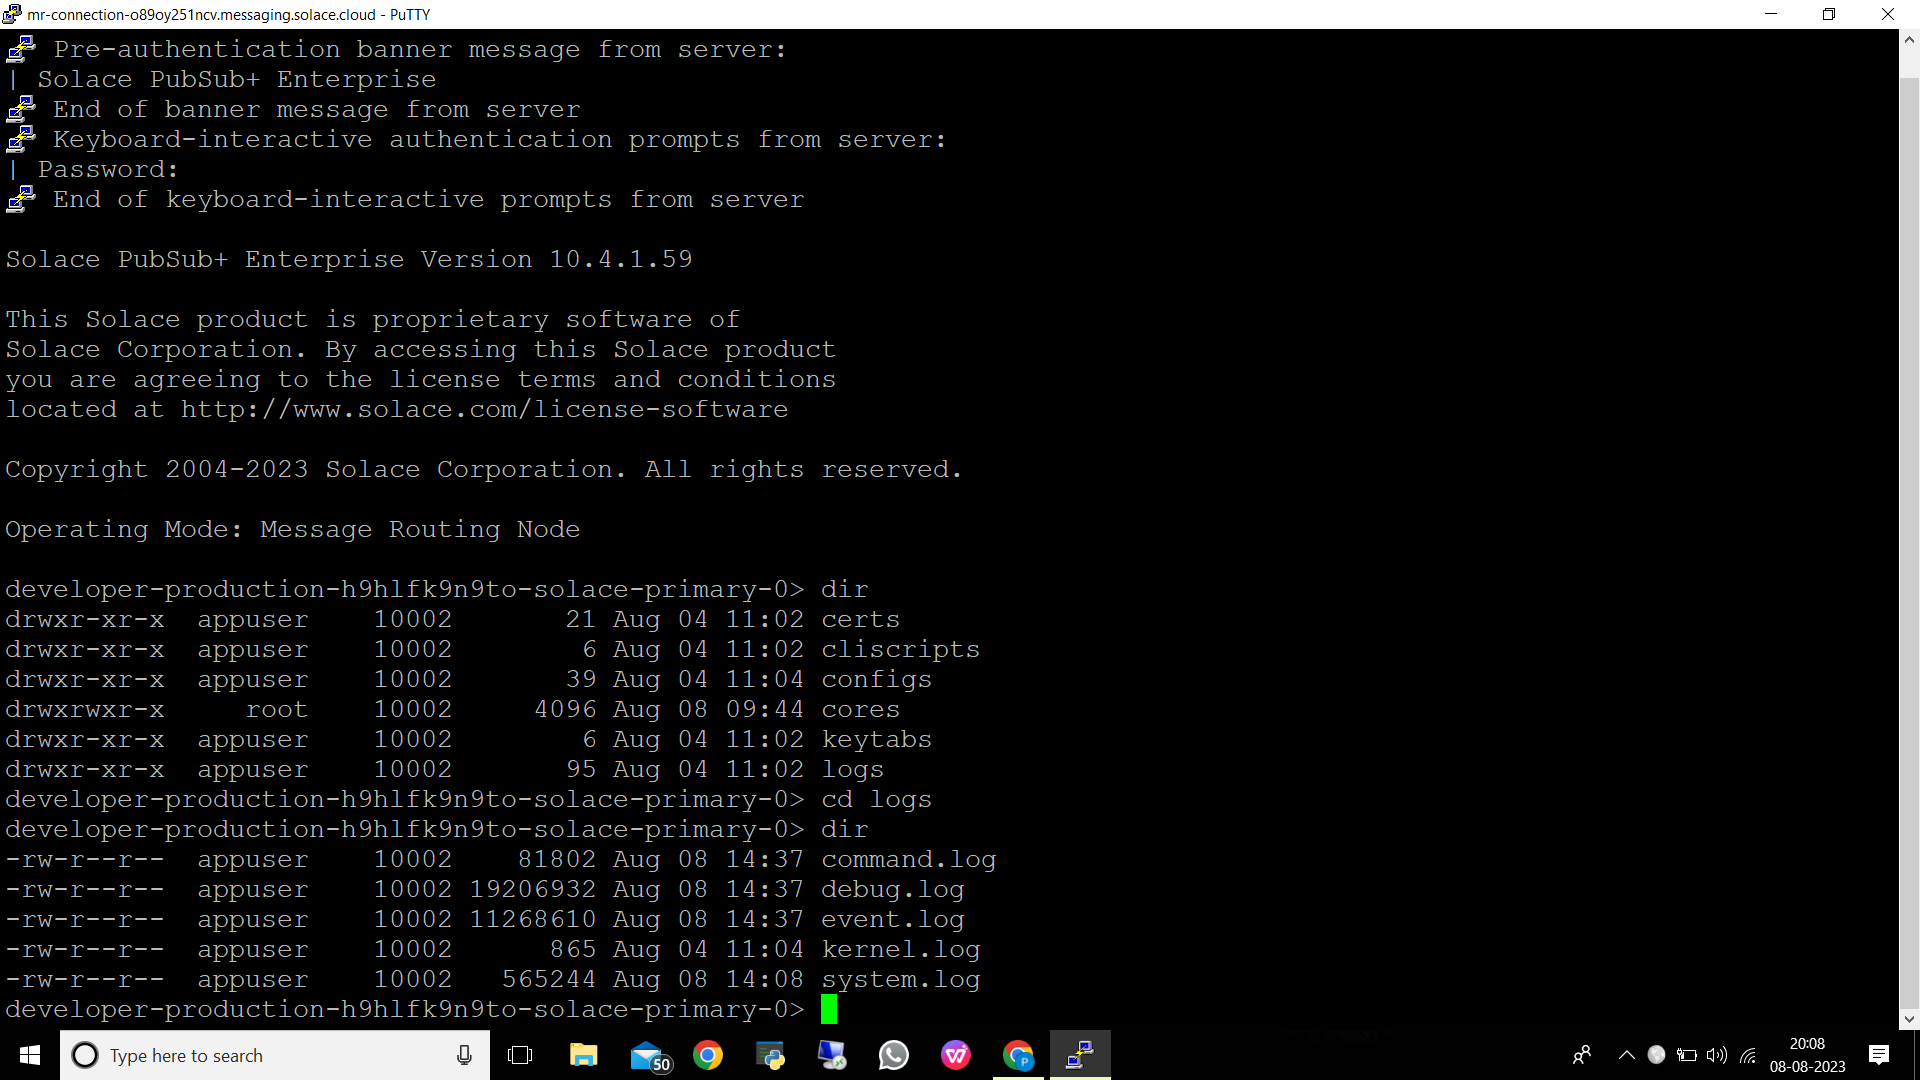 mr-connection-o89oy251ncv.messaging.solace.cloud - PuTTY
Pre-authentication banner message from server:
| Solace PubSub+ Enterprise
End of banner message from server
Keyboard-interactive authentication prompts from server:
| Password:
End of keyboard-interactive prompts from server
Solace PubSub+ Enterprise Version 10.4.1.59
This Solace product is proprietary software of
Solace Corporation. By accessing this Solace product
you are agreeing to the license terms and conditions
located at http://www.solace.com/license-software
Copyright 2004-2023 Solace Corporation. All rights reserved.
Operating Mode: Message Routing Node
developer-production-h9hlfk9n9to-solace-primary-0> dir
drwxr-xr-x  appuser    10002       21 Aug 04 11:02 certs
drwxr-xr-x  appuser    10002        6 Aug 04 11:02 cliscripts
drwxr-xr-x  appuser    10002       39 Aug 04 11:04 configs
drwxrwxr-x     root    10002     4096 Aug 08 09:44 cores
drwxr-xr-x  appuser    10002        6 Aug 04 11:02 keytabs
drwxr-xr-x  appuser    10002       95 Aug 04 11:02 logs
developer-production-h9hlfk9n9to-solace-primary-0> cd logs
developer-production-h9hlfk9n9to-solace-primary-0> dir
-rw-r--r--  appuser    10002    81802 Aug 08 14:37 command.log
-rw-r--r--  appuser    10002 19206932 Aug 08 14:37 debug.log
-rw-r--r--  appuser    10002 11268610 Aug 08 14:37 event.log
-rw-r--r--  appuser    10002      865 Aug 04 11:04 kernel.log
-rw-r--r--  appuser    10002   565244 Aug 08 14:08 system.log
developer-production-h9hlfk9n9to-solace-primary-0>
Type here to search
50
P
20:08
08-08-2023